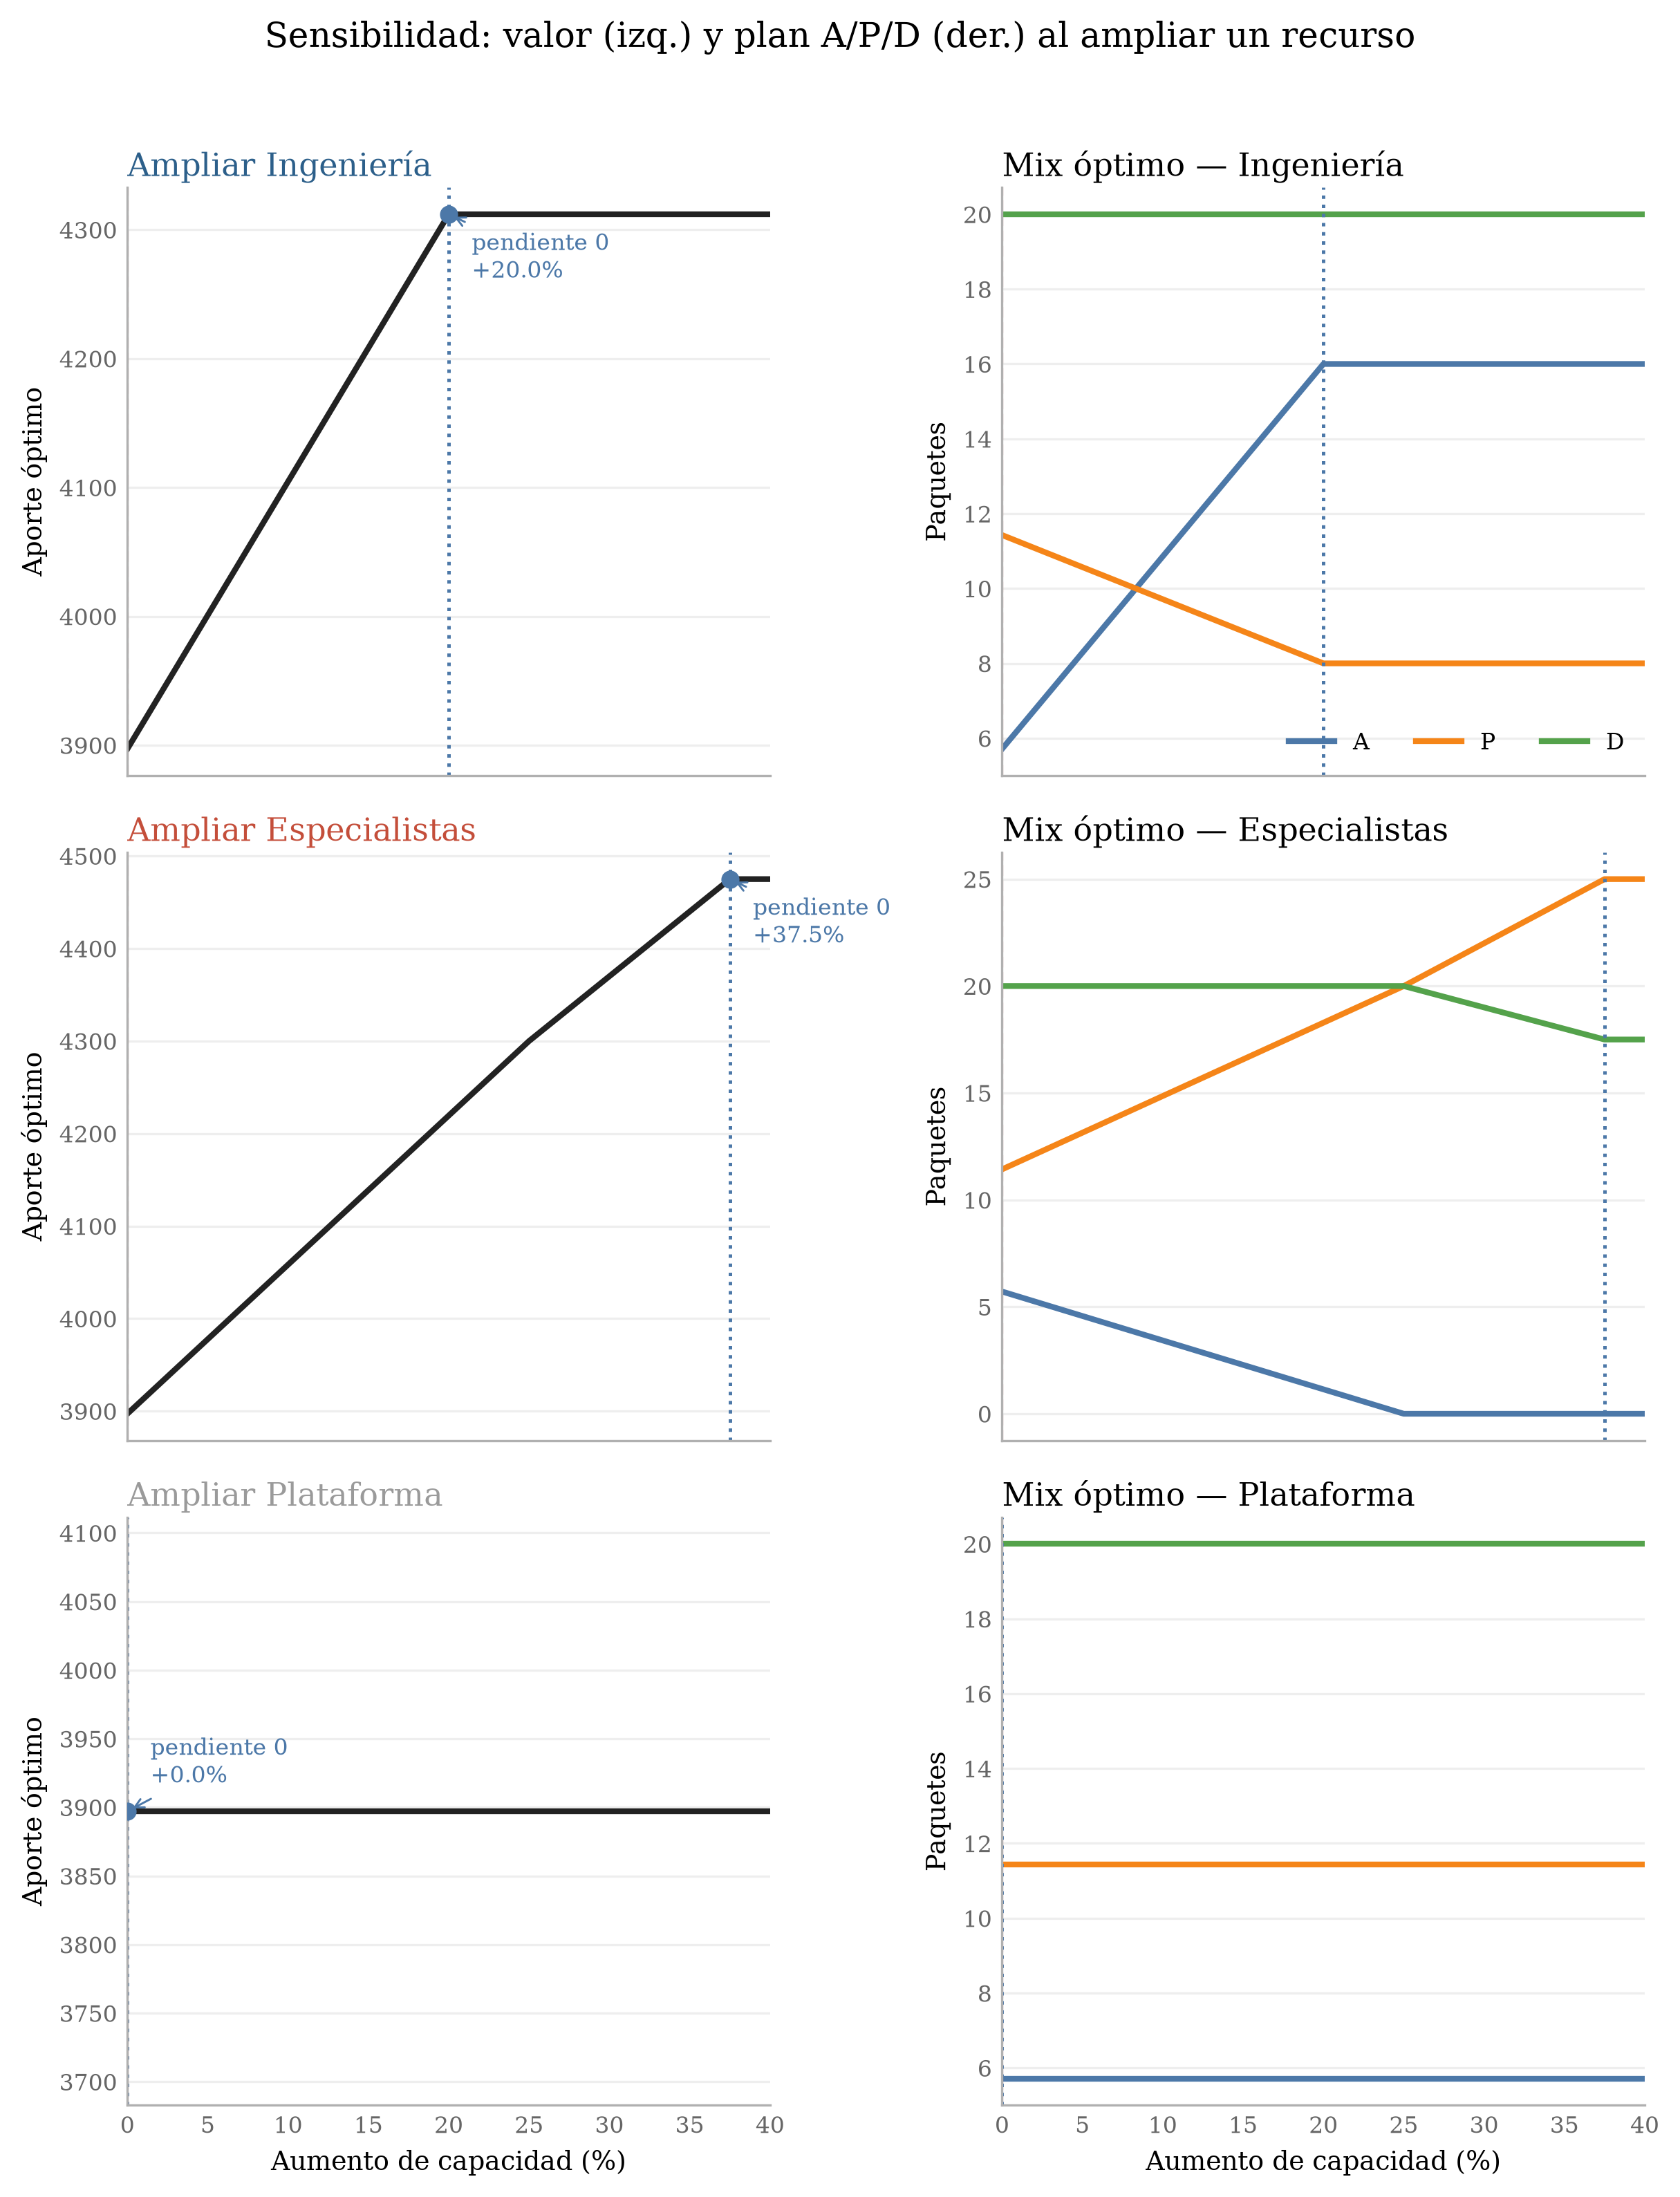 Sensibilidad: valor (izq.) y plan A/P/D (der.) al ampliar un recurso
Ampliar Ingeniería
4300
4200
4100
4000
3900
Aporte óptimo
pendiente 0
+20.0%
Mix óptimo — Ingeniería
20
18
16
14
12
10
8
6
Paquetes
A P D
Ampliar Especialistas
4500
4400
4300
4200
4100
4000
3900
Aporte óptimo
pendiente 0
+37.5%
Mix óptimo — Especialistas
25
20
15
10
5
0
Paquetes
Ampliar Plataforma
4100
4050
4000
3950
3900
3850
3800
3750
3700
Aporte óptimo
pendiente 0
+0.0%
0 5 10 15 20 25 30 35 40
Aumento de capacidad (%)
Mix óptimo — Plataforma
20
18
16
14
12
10
8
6
Paquetes
0 5 10 15 20 25 30 35 40
Aumento de capacidad (%)